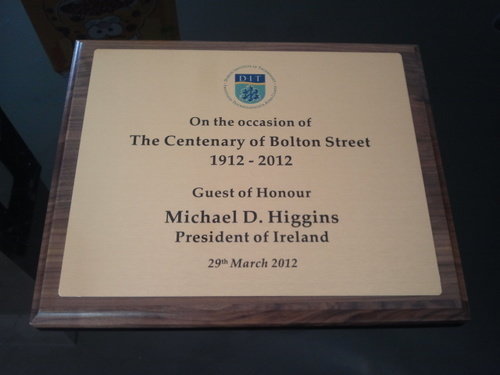 D·I·T
On the occasion of
The Centenary of Bolton Street
1912 - 2012
Guest of Honour
Michael D. Higgins
President of Ireland
29th March 2012